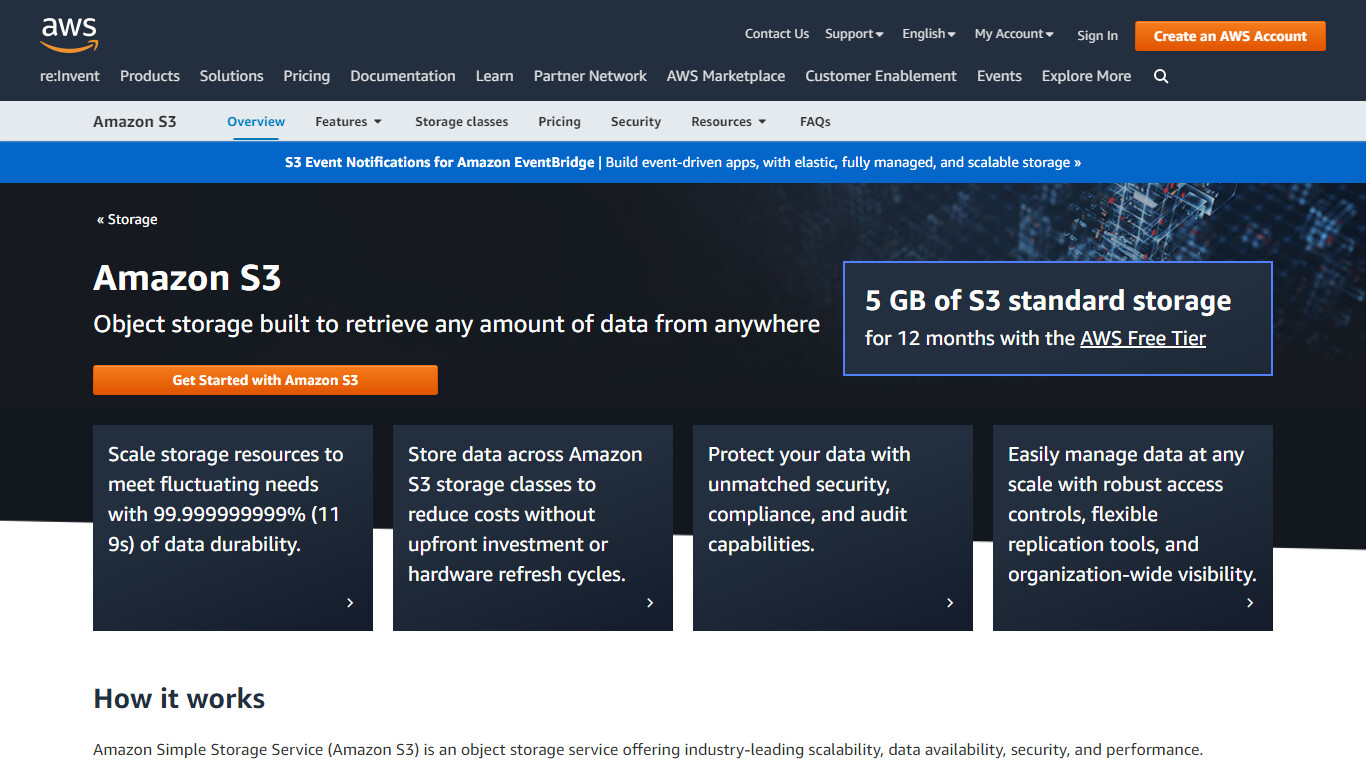 aws
Contact Us Support English My Account Sign In Create an AWS Account
re:Invent Products Solutions Pricing Documentation Learn Partner Network AWS Marketplace Customer Enablement Events Explore More
Amazon S3 Overview Features Storage classes Pricing Security Resources FAQs
S3 Event Notifications for Amazon EventBridge | Build event-driven apps, with elastic, fully managed, and scalable storage »
« Storage
Amazon S3
Object storage built to retrieve any amount of data from anywhere
Get Started with Amazon S3
5 GB of S3 standard storage
for 12 months with the AWS Free Tier
Scale storage resources to
meet fluctuating needs
with 99.999999999% (11
9s) of data durability.
Store data across Amazon
S3 storage classes to
reduce costs without
upfront investment or
hardware refresh cycles.
Protect your data with
unmatched security,
compliance, and audit
capabilities.
Easily manage data at any
scale with robust access
controls, flexible
replication tools, and
organization-wide visibility.
How it works
Amazon Simple Storage Service (Amazon S3) is an object storage service offering industry-leading scalability, data availability, security, and performance.